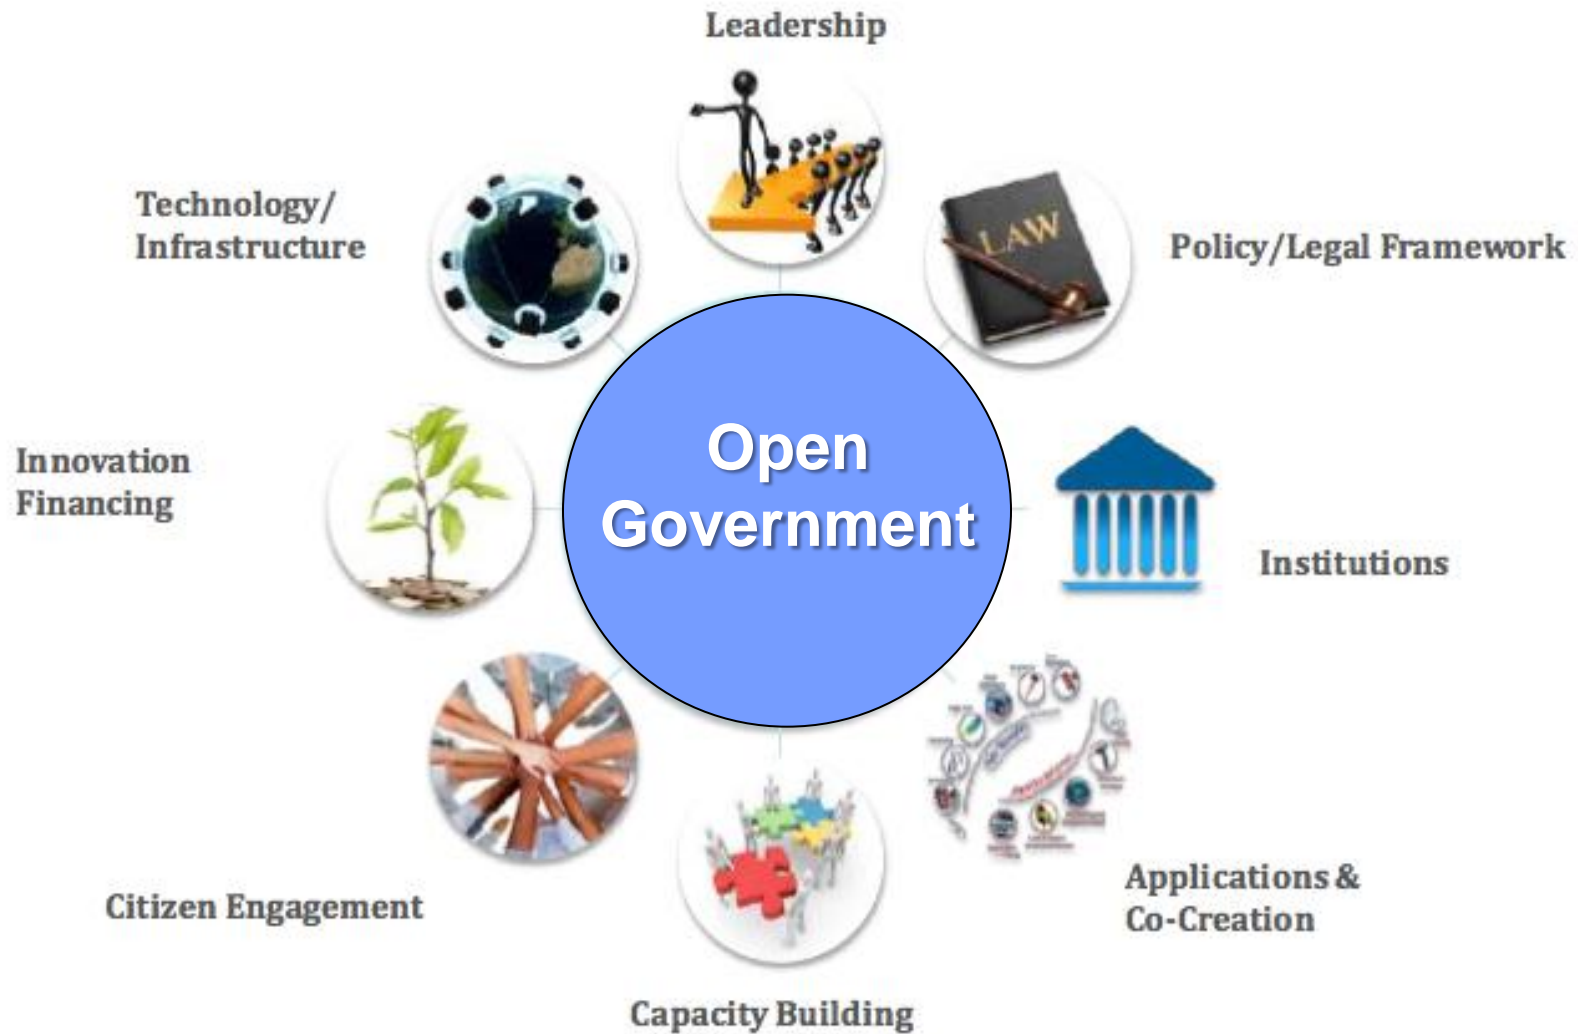 Leadership
Technology/
Infrastructure
LAW
Policy/Legal Framework
Open
Government
Innovation
Financing
Institutions
Applications &
Co-Creation
Citizen Engagement
Capacity Building